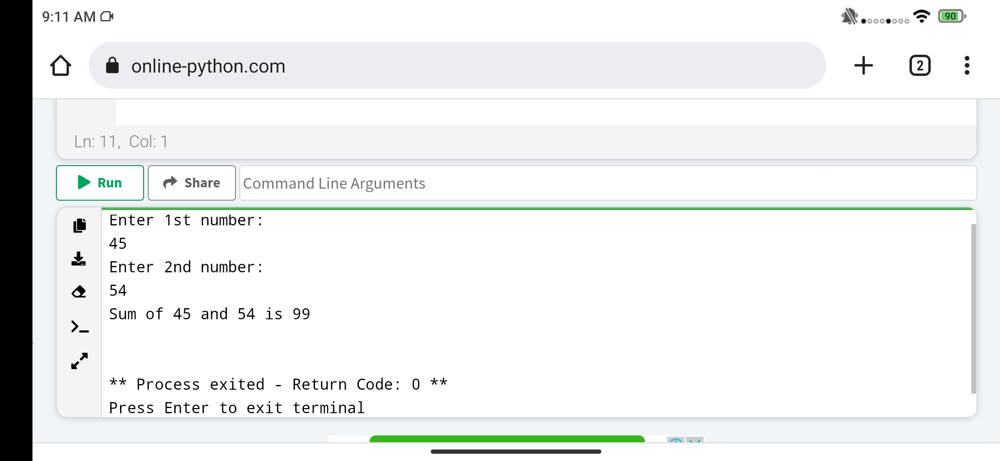 9:11 AM
90
online-python.com
2
Ln: 11, Col: 1
Run
Share
Command Line Arguments
Enter 1st number:
45
Enter 2nd number:
54
Sum of 45 and 54 is 99
>_
** Process exited - Return Code: 0 **
Press Enter to exit terminal